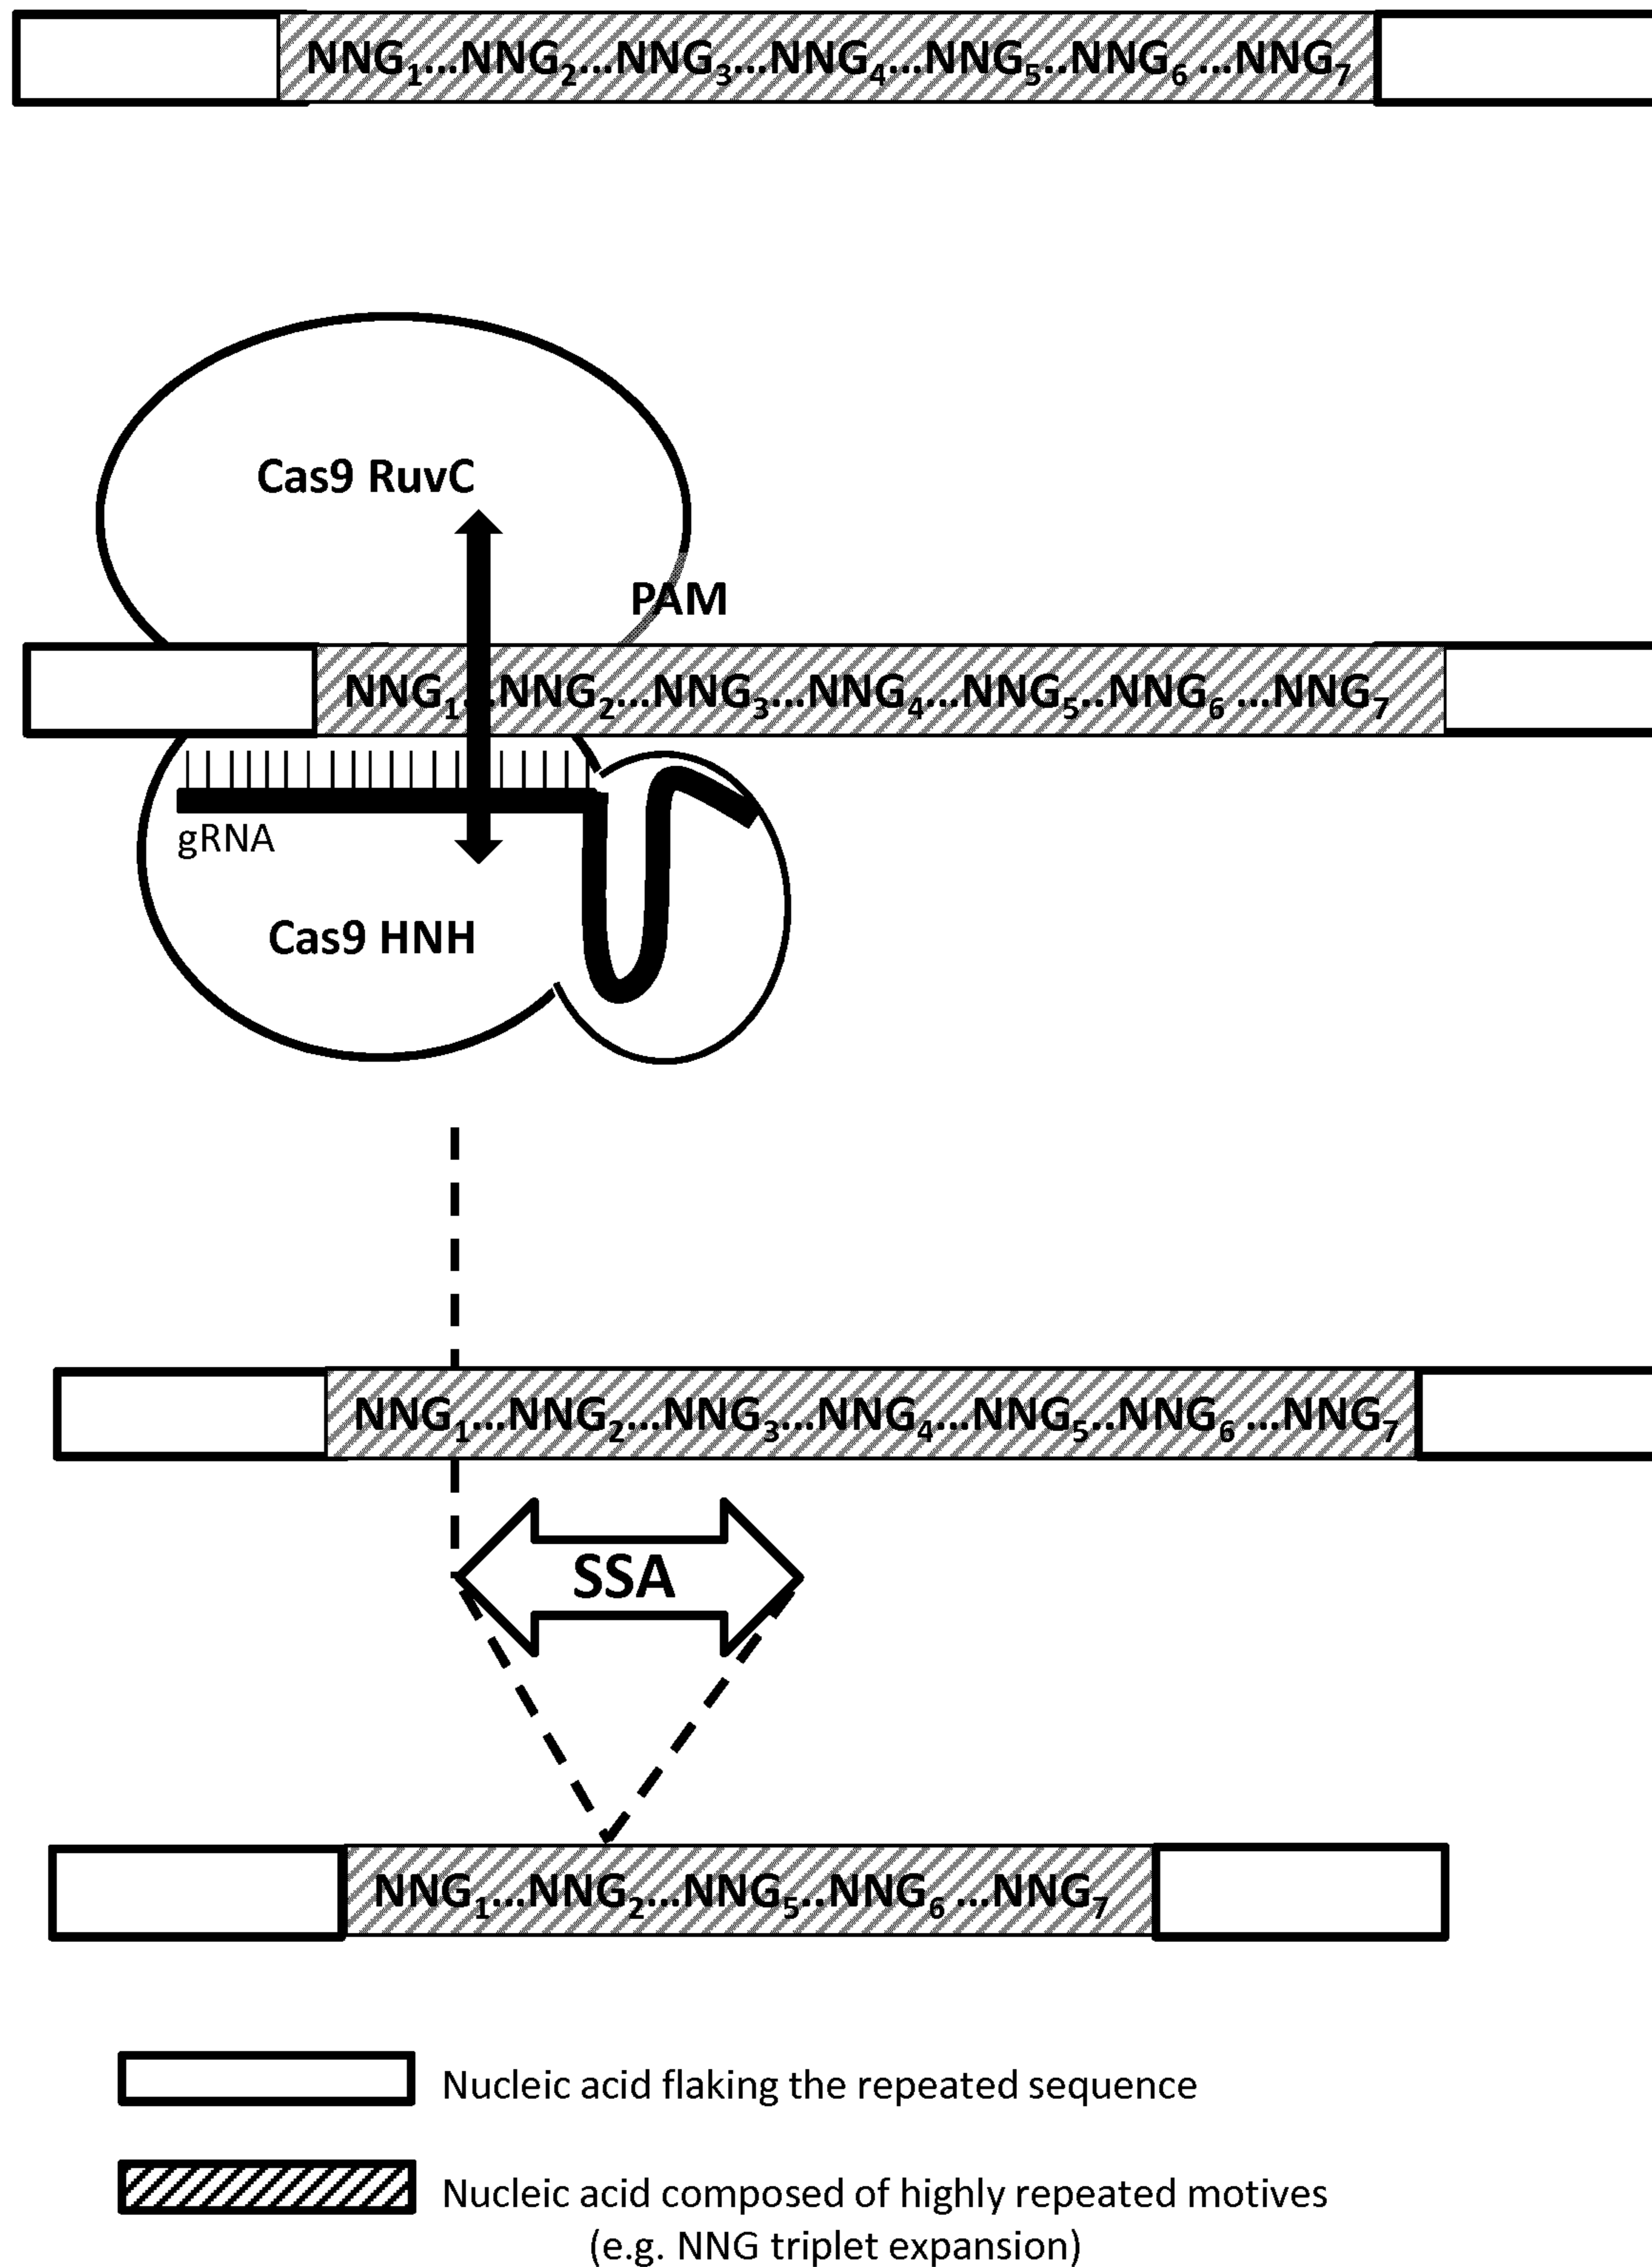 NNG₁...NNG₂...NNG₃...NNG₄...NNG₅..NNG₆ ...NNG₇
Cas9 RuvC
PAM
NNG₁...NNG₂...NNG₃...NNG₄...NNG₅..NNG₆ ...NNG₇
gRNA
Cas9 HNH
NNG₁...NNG₂...NNG₃...NNG₄...NNG₅..NNG₆ ...NNG₇
SSA
NNG₁...NNG₂...NNG₅..NNG₆ ...NNG₇
Nucleic acid flaking the repeated sequence
Nucleic acid composed of highly repeated motives
(e.g. NNG triplet expansion)